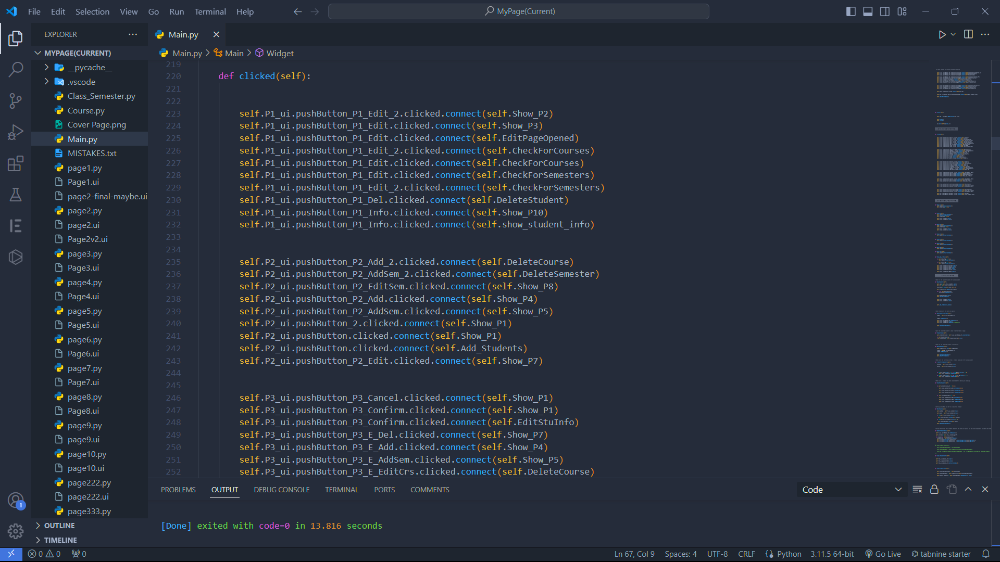 File Edit Selection View Go Run Terminal Help
MyPage(Current)
EXPLORER
MYPAGE(CURRENT)
__pycache__
.vscode
Class_Semester.py
Course.py
Cover Page.png
Main.py
MISTAKES.txt
page1.py
Page1.ui
page2-final-maybe.ui
page2.py
page2.ui
Page2v2.ui
page3.py
Page3.ui
page4.py
Page4.ui
page5.py
Page5.ui
page6.py
Page6.ui
page7.py
Page7.ui
page8.py
Page8.ui
page9.py
page9.ui
page10.py
page10.ui
page222.py
page222.ui
page333.py
OUTLINE
TIMELINE
Main.py
Main.py > Main > Widget
219
220 def clicked(self):
221
222
223 self.P1_ui.pushButton_P1_Edit_2.clicked.connect(self.Show_P2)
224 self.P1_ui.pushButton_P1_Edit.clicked.connect(self.Show_P3)
225 self.P1_ui.pushButton_P1_Edit.clicked.connect(self.EditPageOpened)
226 self.P1_ui.pushButton_P1_Edit_2.clicked.connect(self.CheckForCourses)
227 self.P1_ui.pushButton_P1_Edit.clicked.connect(self.CheckForCourses)
228 self.P1_ui.pushButton_P1_Edit.clicked.connect(self.CheckForSemesters)
229 self.P1_ui.pushButton_P1_Edit_2.clicked.connect(self.CheckForSemesters)
230 self.P1_ui.pushButton_P1_Del.clicked.connect(self.DeleteStudent)
231 self.P1_ui.pushButton_P1_Info.clicked.connect(self.Show_P10)
232 self.P1_ui.pushButton_P1_Info.clicked.connect(self.show_student_info)
233
234
235 self.P2_ui.pushButton_P2_Add_2.clicked.connect(self.DeleteCourse)
236 self.P2_ui.pushButton_P2_AddSem_2.clicked.connect(self.DeleteSemester)
237 self.P2_ui.pushButton_P2_EditSem.clicked.connect(self.Show_P8)
238 self.P2_ui.pushButton_P2_Add.clicked.connect(self.Show_P4)
239 self.P2_ui.pushButton_P2_AddSem.clicked.connect(self.Show_P5)
240 self.P2_ui.pushButton_2.clicked.connect(self.Show_P1)
241 self.P2_ui.pushButton.clicked.connect(self.Show_P1)
242 self.P2_ui.pushButton.clicked.connect(self.Add_Students)
243 self.P2_ui.pushButton_P2_Edit.clicked.connect(self.Show_P7)
244
245
246 self.P3_ui.pushButton_P3_Cancel.clicked.connect(self.Show_P1)
247 self.P3_ui.pushButton_P3_Confirm.clicked.connect(self.Show_P1)
248 self.P3_ui.pushButton_P3_Confirm.clicked.connect(self.EditStuInfo)
249 self.P3_ui.pushButton_P3_E_Del.clicked.connect(self.Show_P7)
250 self.P3_ui.pushButton_P3_E_Add.clicked.connect(self.Show_P4)
251 self.P3_ui.pushButton_P3_E_AddSem.clicked.connect(self.Show_P5)
252 self.P3_ui.pushButton_P3_E_EditCrs.clicked.connect(self.DeleteCourse)
PROBLEMS OUTPUT DEBUG CONSOLE TERMINAL PORTS COMMENTS
Code
[Done] exited with code=0 in 13.816 seconds
1
0 0 0
Ln 67, Col 9 Spaces: 4 UTF-8 CRLF Python 3.11.5 64-bit Go Live tabnine starter